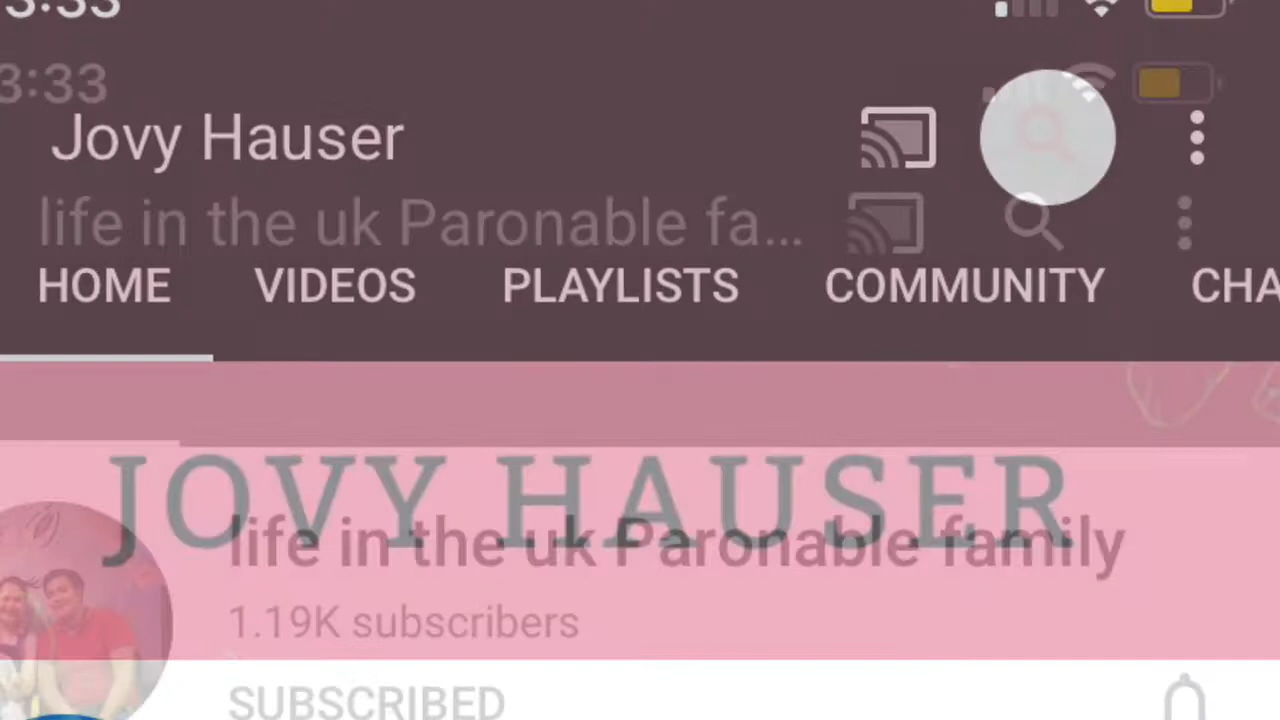 3:33
3:33
Jovy Hauser
life in the uk Paronable fa...
HOME VIDEOS PLAYLISTS COMMUNITY CHA
JOVY HAUSER
life in the uk Paronable family
1.19K subscribers
SUBSCRIBED